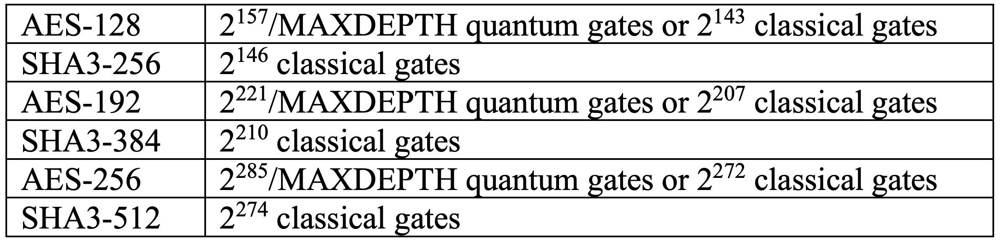 AES-128 2^157/MAXDEPTH quantum gates or 2^143 classical gates
SHA3-256 2^146 classical gates
AES-192 2^221/MAXDEPTH quantum gates or 2^207 classical gates
SHA3-384 2^210 classical gates
AES-256 2^285/MAXDEPTH quantum gates or 2^272 classical gates
SHA3-512 2^274 classical gates